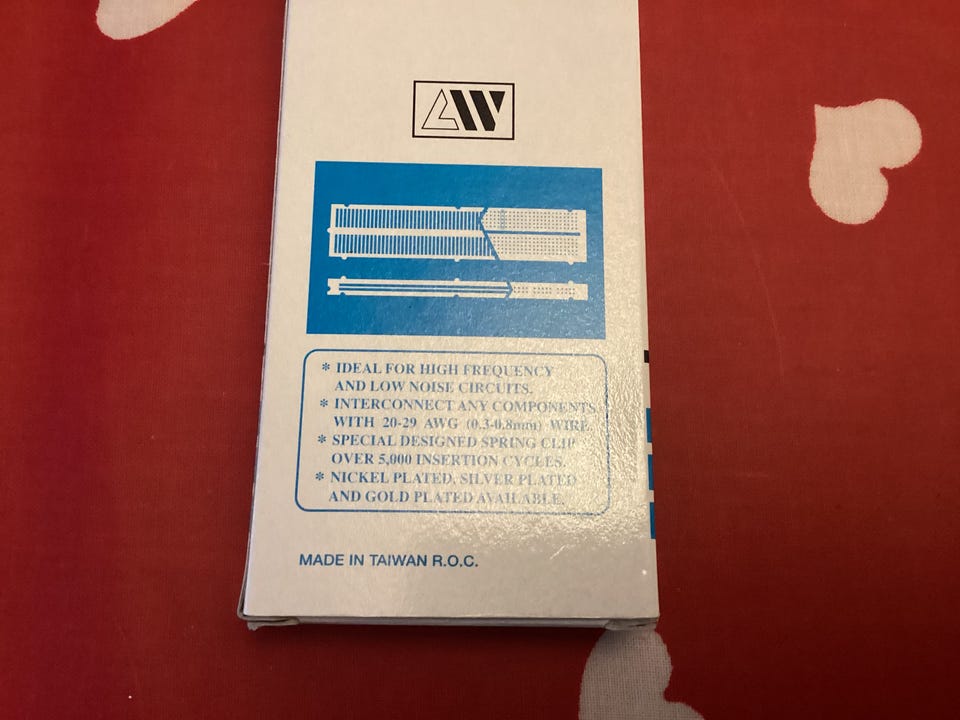 AW
* IDEAL FOR HIGH FREQUENCY
AND LOW NOISE CIRCUITS.
* INTERCONNECT ANY COMPONENTS
WITH 20-29 AWG (0.3-0.8mm) WIRE.
* SPECIAL DESIGNED SPRING CLIP
OVER 5,000 INSERTION CYCLES.
* NICKEL PLATED, SILVER PLATED
AND GOLD PLATED AVAILABLE.
MADE IN TAIWAN R.O.C.